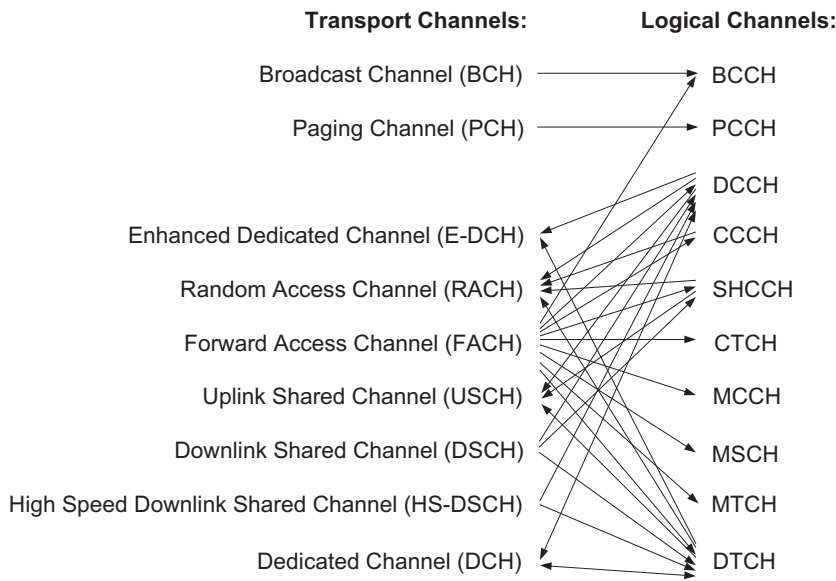 Transport Channels: Logical Channels:
Broadcast Channel (BCH) BCCH
Paging Channel (PCH) PCCH
DCCH
Enhanced Dedicated Channel (E-DCH) CCCH
Random Access Channel (RACH) SHCCH
Forward Access Channel (FACH) CTCH
Uplink Shared Channel (USCH) MCCH
Downlink Shared Channel (DSCH) MSCH
High Speed Downlink Shared Channel (HS-DSCH) MTCH
Dedicated Channel (DCH) DTCH